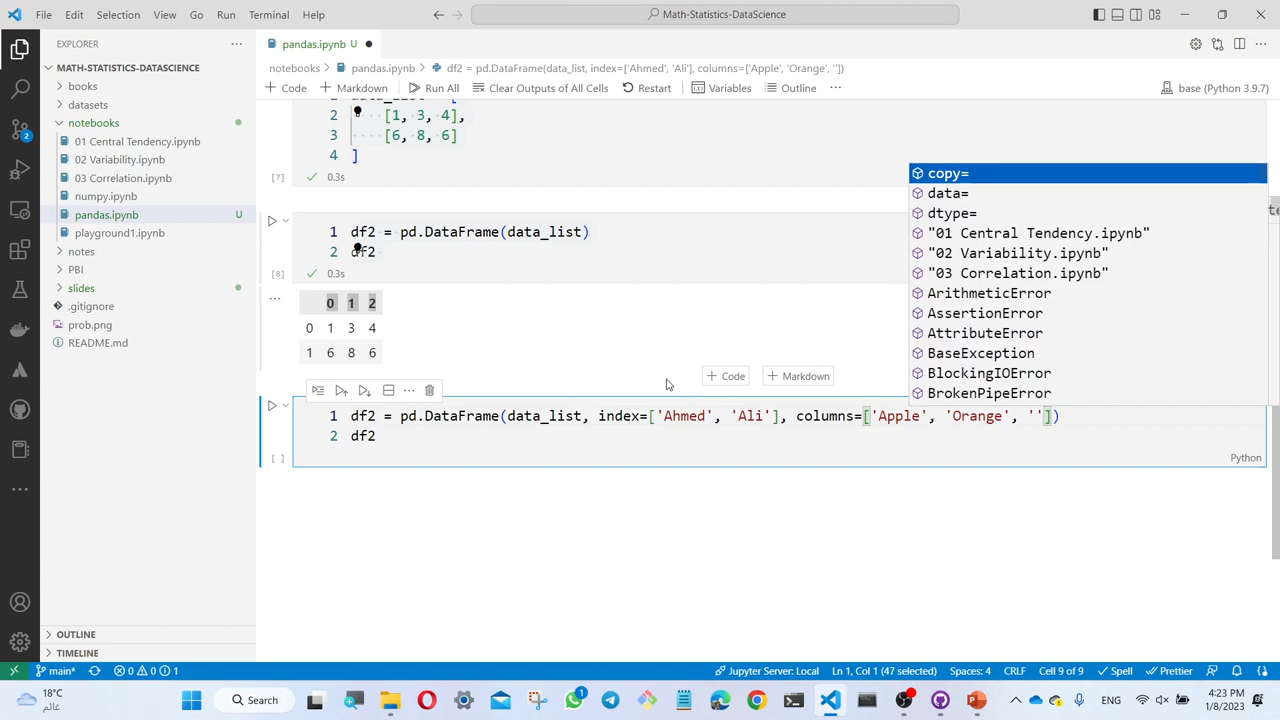 File Edit Selection View Go Run Terminal Help
Math-Statistics-DataScience
EXPLORER
pandas.ipynb U
MATH-STATISTICS-DATASCIENCE
notebooks > pandas.ipynb > df2 = pd.DataFrame(data_list, index=['Ahmed', 'Ali'], columns=['Apple', 'Orange', ''])
books
+ Code + Markdown Run All Clear Outputs of All Cells Restart Variables Outline ... base (Python 3.9.7)
datasets
notebooks
01 Central Tendency.ipynb
02 Variability.ipynb
03 Correlation.ipynb
numpy.ipynb
pandas.ipynb U
playground1.ipynb
notes
PBI
slides
.gitignore
prob.png
README.md
2 [1, 3, 4],
3 [6, 8, 6]
4 ]
[7] 0.3s
1 df2 = pd.DataFrame(data_list)
2 df2
[8] 0.3s
0 1 2
0 1 3 4
1 6 8 6
+ Code + Markdown
1 df2 = pd.DataFrame(data_list, index=['Ahmed', 'Ali'], columns=['Apple', 'Orange', ''])
2 df2
[ ] Python
copy=
data=
dtype=
"01 Central Tendency.ipynb"
"02 Variability.ipynb"
"03 Correlation.ipynb"
ArithmeticError
AssertionError
AttributeError
BaseException
BlockingIOError
BrokenPipeError
OUTLINE
TIMELINE
main* 0 0 1 Jupyter Server: Local Ln 1, Col 1 (47 selected) Spaces: 4 CRLF Cell 9 of 9 Spell Prettier
18°C
غائم
Search
1
ENG
4:23 PM
1/8/2023